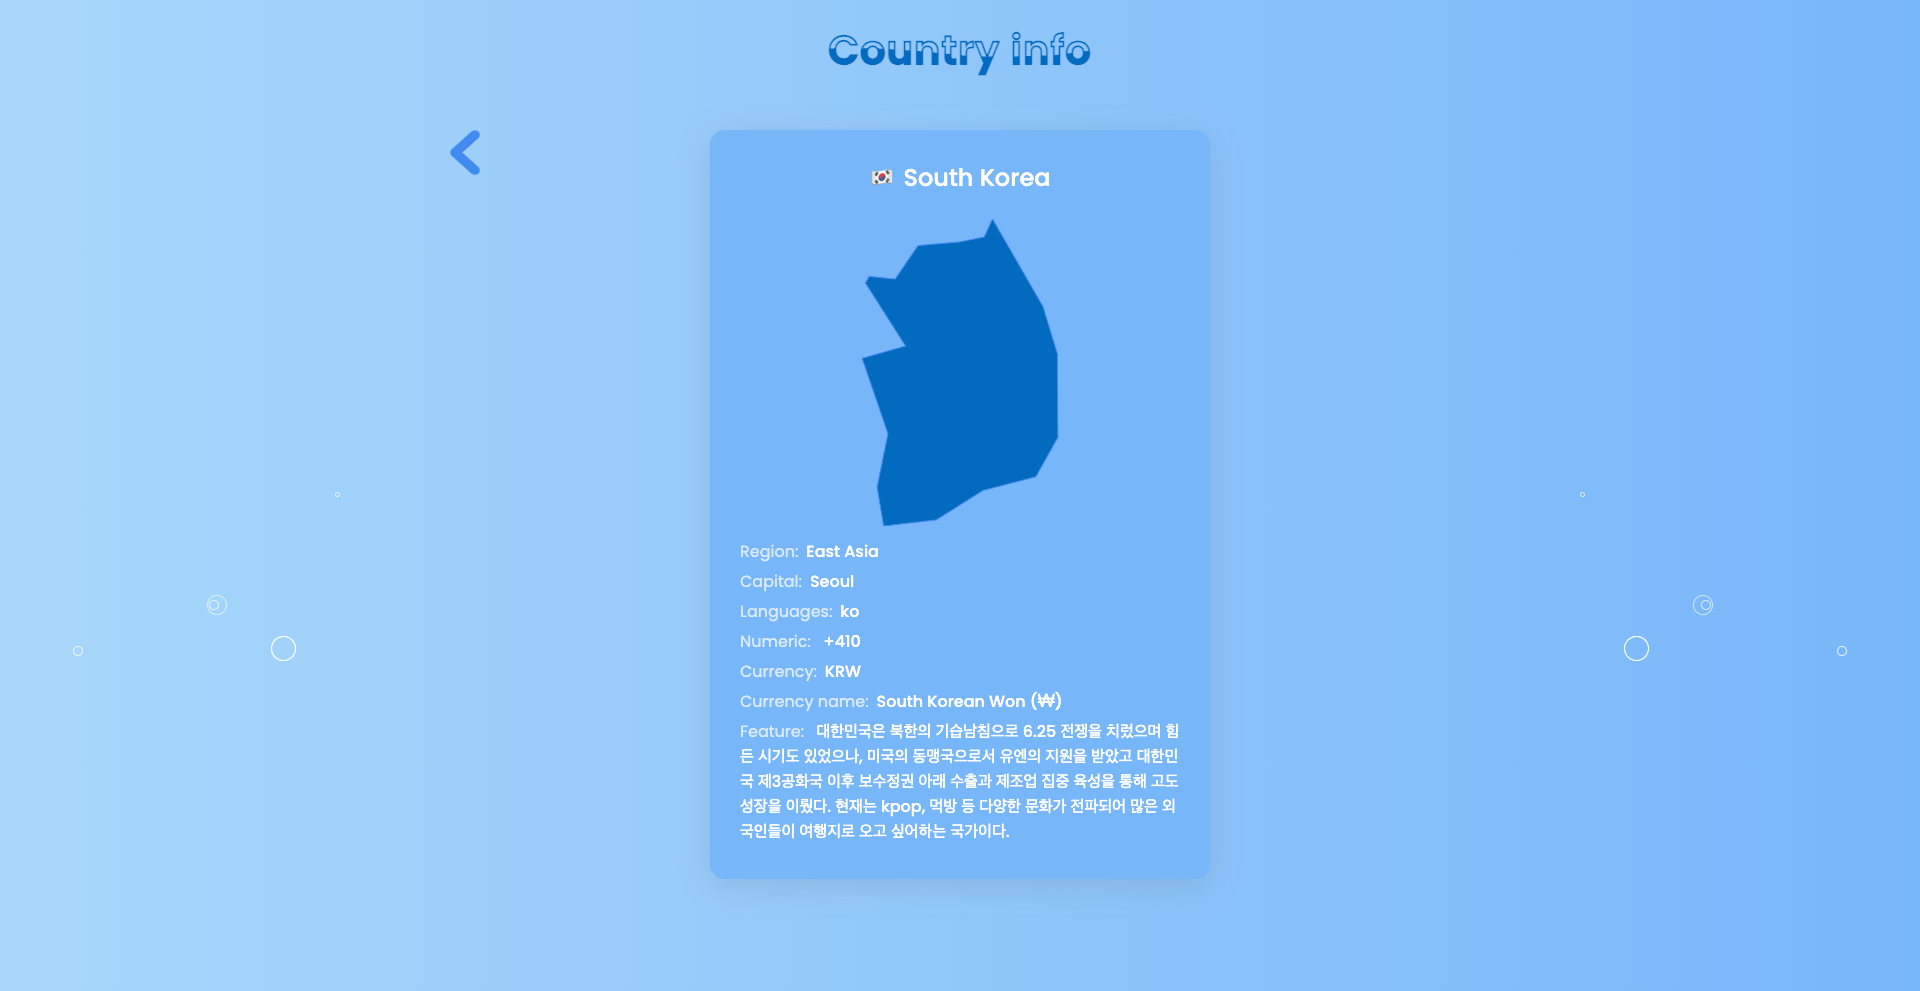 Country info
🇰🇷 South Korea
Region: East Asia
Capital: Seoul
Languages: ko
Numeric: +410
Currency: KRW
Currency name: South Korean Won (₩)
Feature: 대한민국은 북한의 기습남침으로 6.25 전쟁을 치렀으며 힘
든 시기도 있었으나, 미국의 동맹국으로서 유엔의 지원을 받았고 대한민
국 제3공화국 이후 보수정권 아래 수출과 제조업 집중 육성을 통해 고도
성장을 이뤘다. 현재는 kpop, 먹방 등 다양한 문화가 전파되어 많은 외
국인들이 여행지로 오고 싶어하는 국가이다.